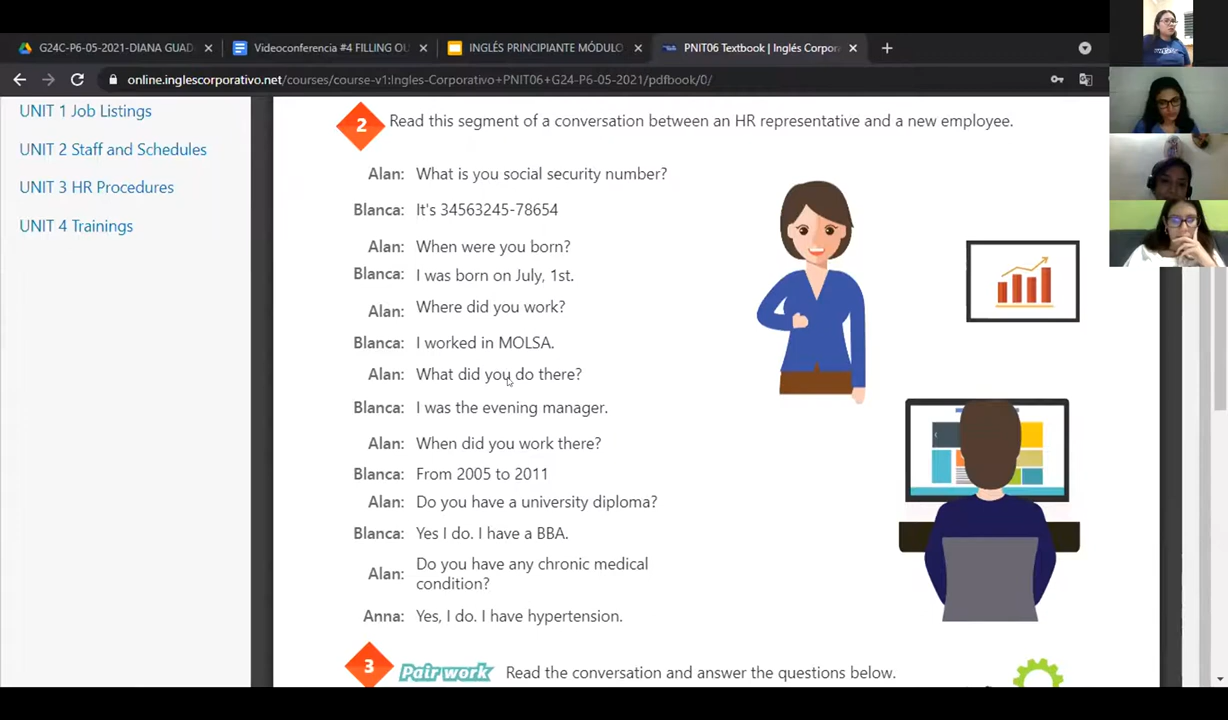 G24C-P6-05-2021-DIANA GUAD
Videoconferencia #4 FILLING OU
INGLÉS PRINCIPIANTE MÓDULO
PNIT06 Textbook | Inglés Corpor
online.inglescorporativo.net/courses/course-v1:Ingles-Corporativo+PNIT06+G24-P6-05-2021/pdfbook/0/
UNIT 1 Job Listings
UNIT 2 Staff and Schedules
UNIT 3 HR Procedures
UNIT 4 Trainings
2 Read this segment of a conversation between an HR representative and a new employee.
Alan: What is you social security number?
Blanca: It's 34563245-78654
Alan: When were you born?
Blanca: I was born on July, 1st.
Alan: Where did you work?
Blanca: I worked in MOLSA.
Alan: What did you do there?
Blanca: I was the evening manager.
Alan: When did you work there?
Blanca: From 2005 to 2011
Alan: Do you have a university diploma?
Blanca: Yes I do. I have a BBA.
Alan: Do you have any chronic medical
condition?
Anna: Yes, I do. I have hypertension.
3 Pair work Read the conversation and answer the questions below.